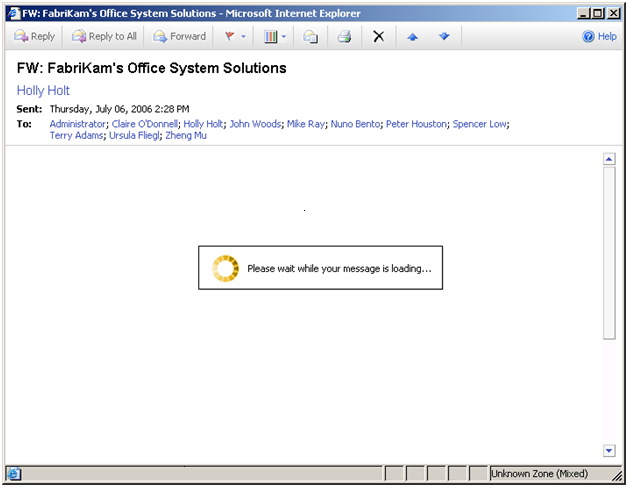 FW: FabriKam's Office System Solutions - Microsoft Internet Explorer
Reply Reply to All Forward Help
FW: FabriKam's Office System Solutions
Holly Holt
Sent: Thursday, July 06, 2006 2:28 PM
To: Administrator; Claire O'Donnell; Holly Holt; John Woods; Mike Ray; Nuno Bento; Peter Houston; Spencer Low;
Terry Adams; Ursula Fliegl; Zheng Mu
Please wait while your message is loading...
Unknown Zone (Mixed)